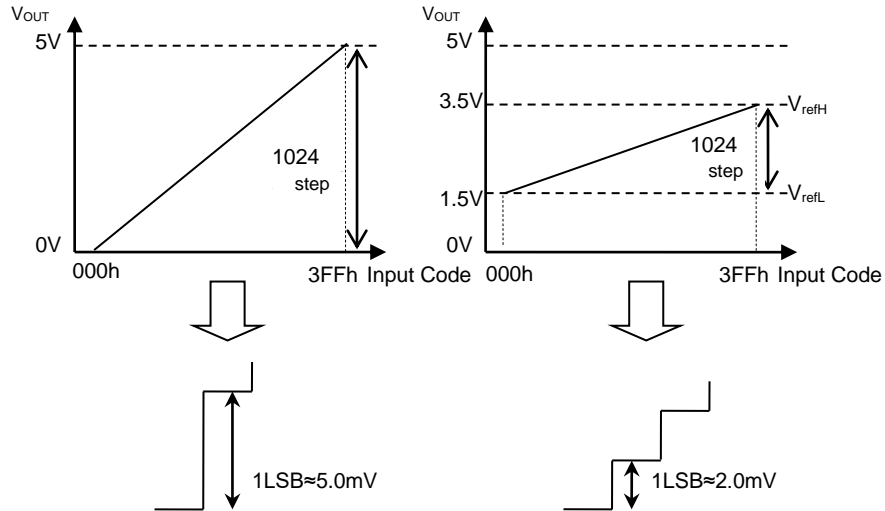 VOUT
5V
1024
step
0V
000h
3FFh Input Code
1LSB≈5.0mV
VOUT
5V
3.5V
VrefH
1024
step
1.5V
VrefL
0V
000h
3FFh Input Code
1LSB≈2.0mV